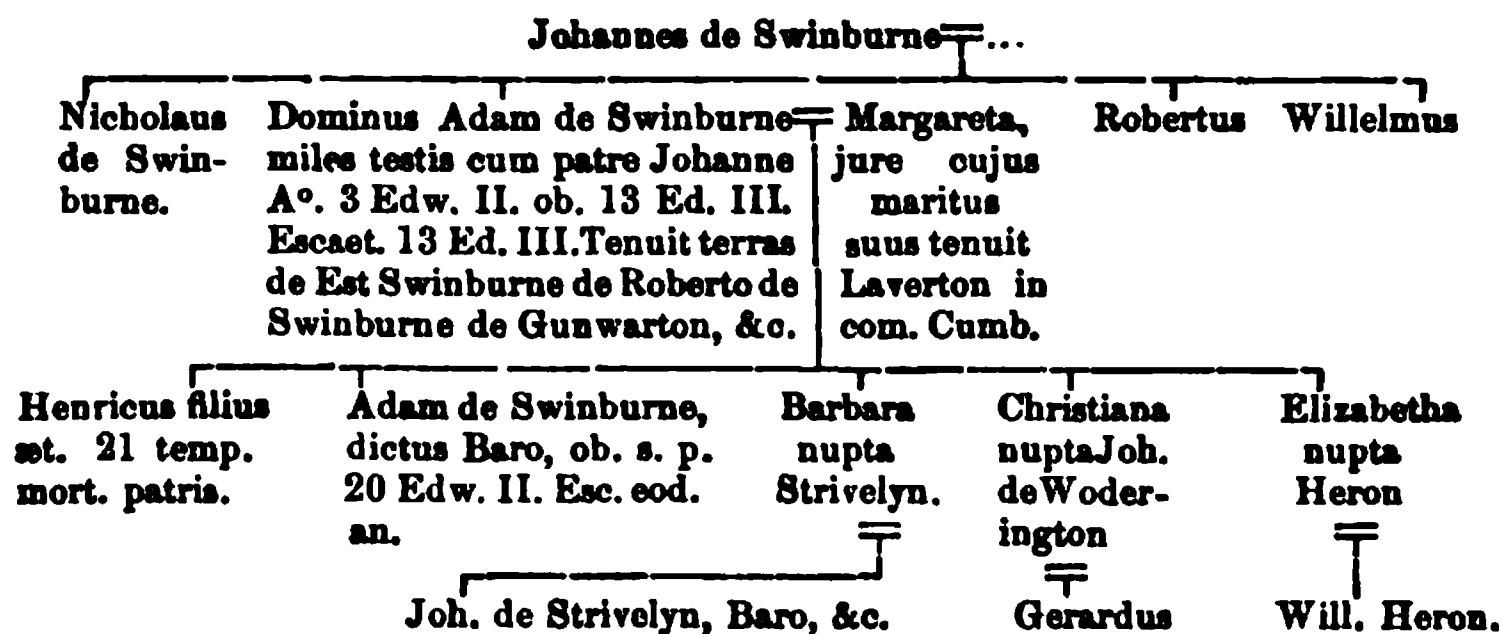 Johannes de Swinburne=...
Nicholaus
de Swin-
burne.
Dominus Adam de Swinburne=
miles testis cum patre Johanne
A°. 3 Edw. II. ob. 13 Ed. III.
Escaet. 13 Ed. III. Tenuit terras
de Est Swinburne de Roberto de
Swinburne de Gunwarton, &c.
Margareta,
jure cujus
maritus
suus tenuit
Laverton in
com. Cumb.
Robertus
Willelmus
Henricus filius
æt. 21 temp.
mort. patris.
Adam de Swinburne,
dictus Baro, ob. s. p.
20 Edw. II. Esc. eod.
an.
Barbara
nupta
Strivelyn.
Christiana
nupta Joh.
de Woder-
ington
Elizabetha
nupta
Heron
Joh. de Strivelyn, Baro, &c.
Gerardus
Will. Heron.